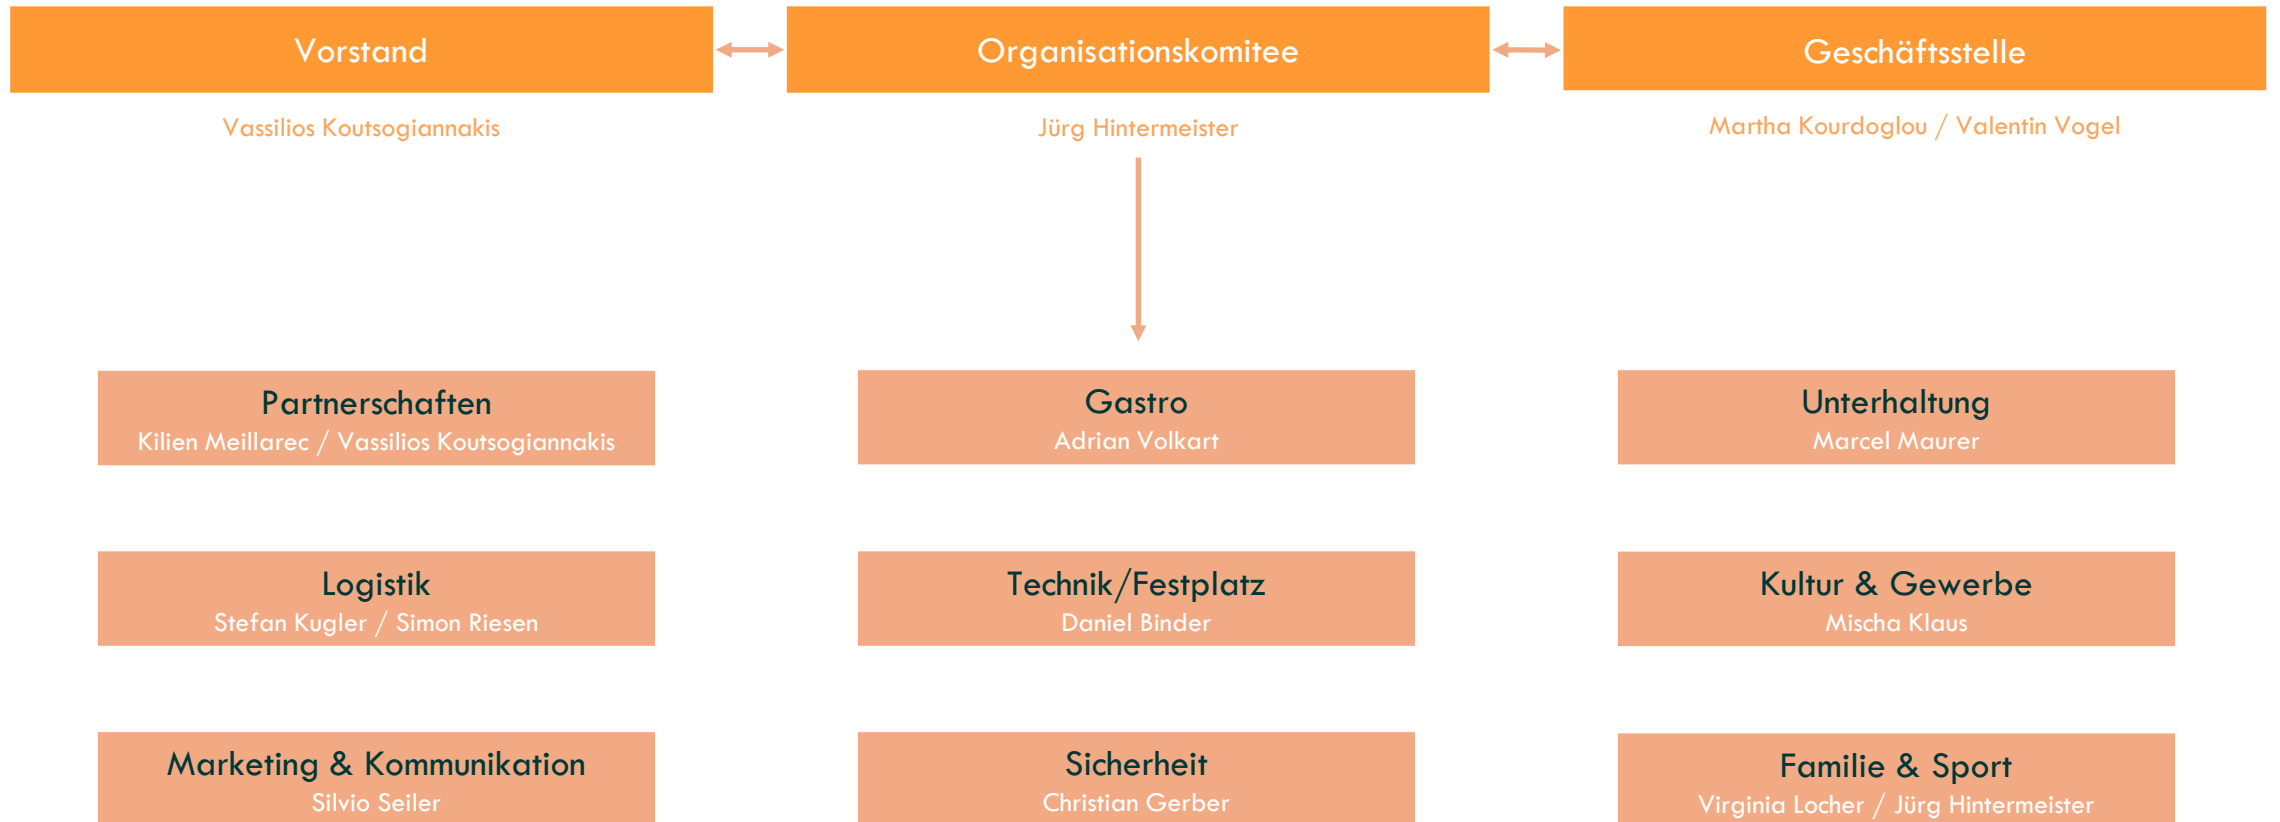 Vorstand
Organisationskomitee
Geschäftsstelle
Vassilios Koutsogiannakis
Jürg Hintermeister
Martha Kourdoglou / Valentin Vogel
Partnerschaften
Kilien Meillarec / Vassilios Koutsogiannakis
Gastro
Adrian Volkart
Unterhaltung
Marcel Maurer
Logistik
Stefan Kugler / Simon Riesen
Technik/Festplatz
Daniel Binder
Kultur & Gewerbe
Mischa Klaus
Marketing & Kommunikation
Silvio Seiler
Sicherheit
Christian Gerber
Familie & Sport
Virginia Locher / Jürg Hintermeister